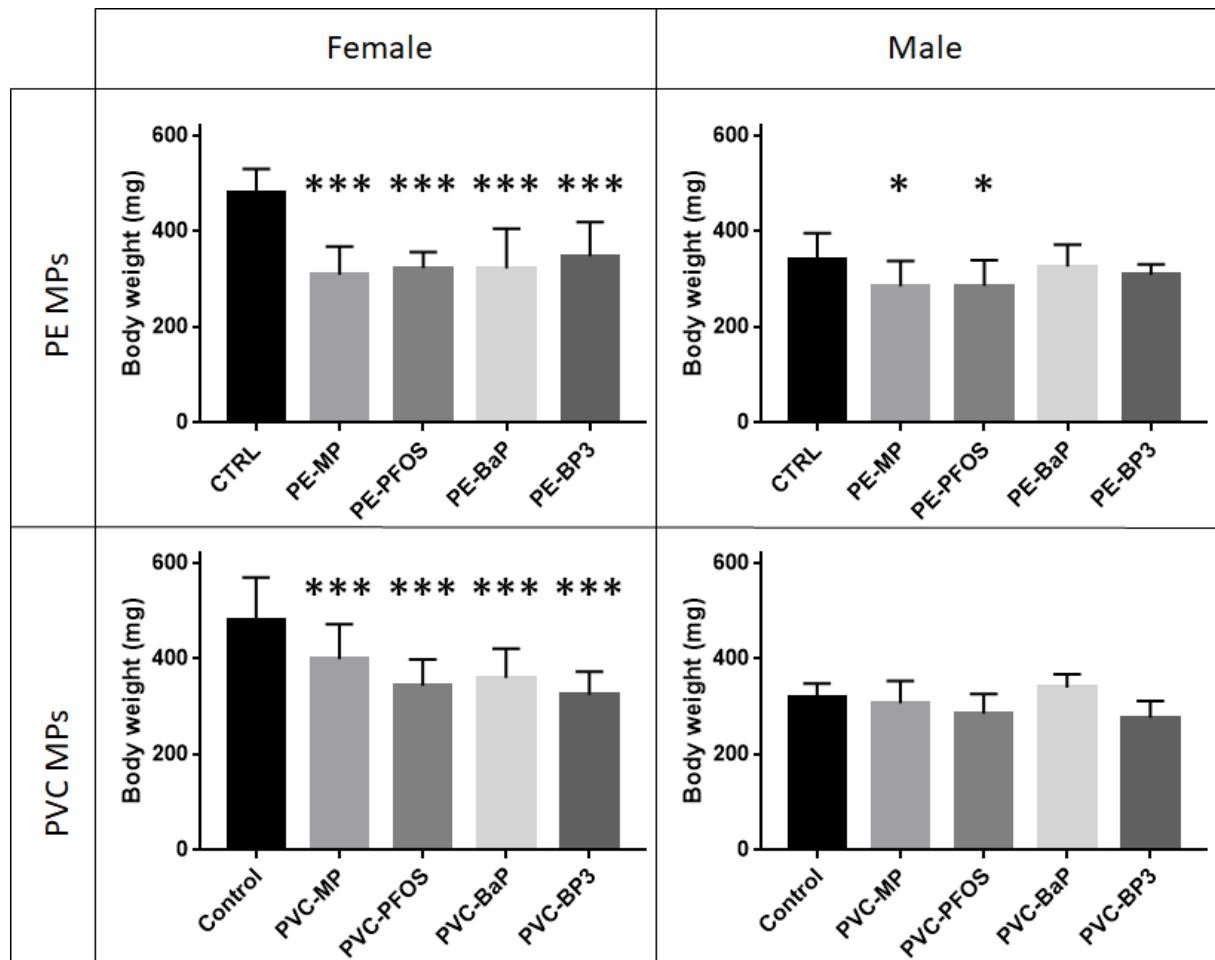 Female
Male
PE MPs
Body weight (mg)
600
400
200
0
*** *** *** ***
CTRL
PE-MP
PE-PFOS
PE-BaP
PE-BP3
Body weight (mg)
600
400
200
0
* *
CTRL
PE-MP
PE-PFOS
PE-BaP
PE-BP3
PVC MPs
Body weight (mg)
600
400
200
0
*** *** *** ***
Control
PVC-MP
PVC-PFOS
PVC-BaP
PVC-BP3
Body weight (mg)
600
400
200
0
Control
PVC-MP
PVC-PFOS
PVC-BaP
PVC-BP3